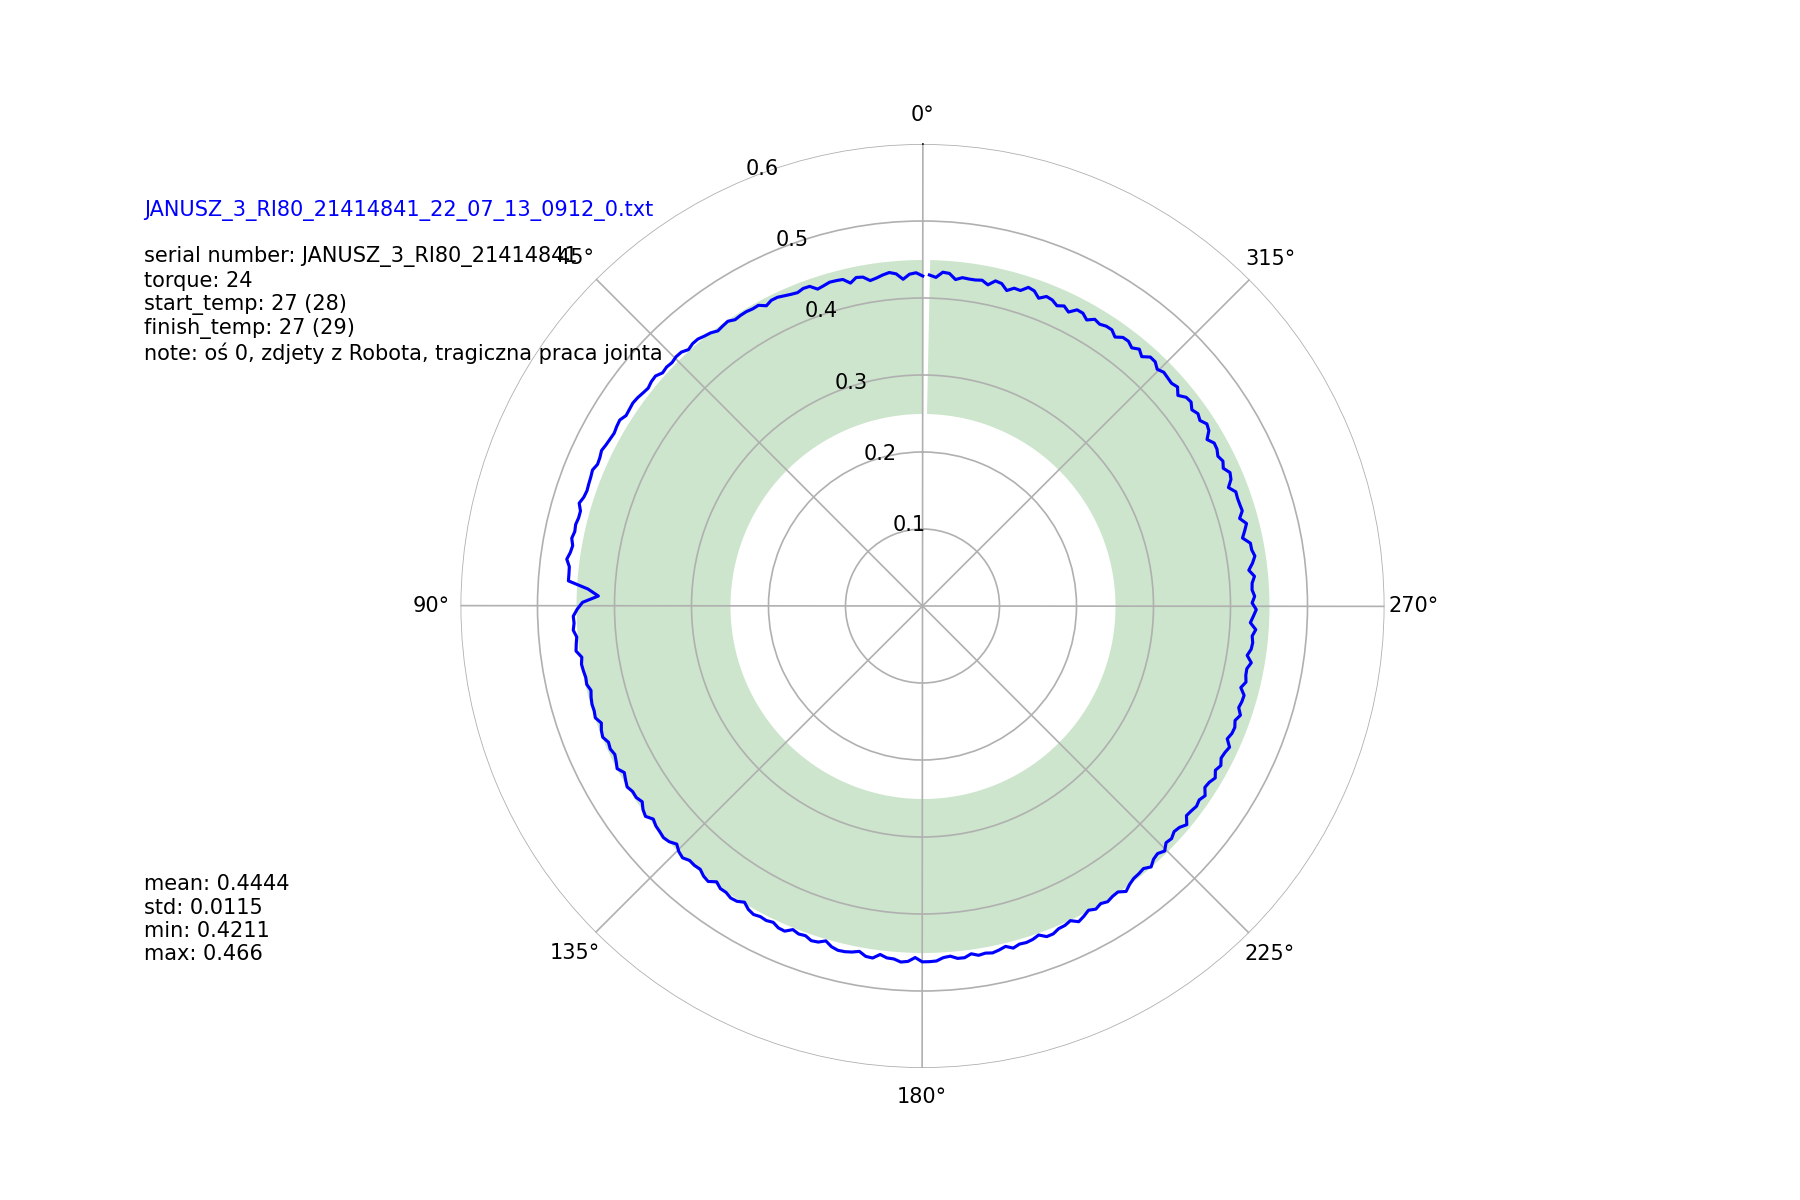 0°
0.6
JANUSZ_3_RI80_21414841_22_07_13_0912_0.txt
0.5
serial number: JANUSZ_3_RI80_21414841
45°
315°
torque: 24
start_temp: 27 (28)
0.4
finish_temp: 27 (29)
note: oś 0, zdjety z Robota, tragiczna praca jointa
0.3
0.2
0.1
90°
270°
mean: 0.4444
std: 0.0115
min: 0.4211
max: 0.466
135°
225°
180°